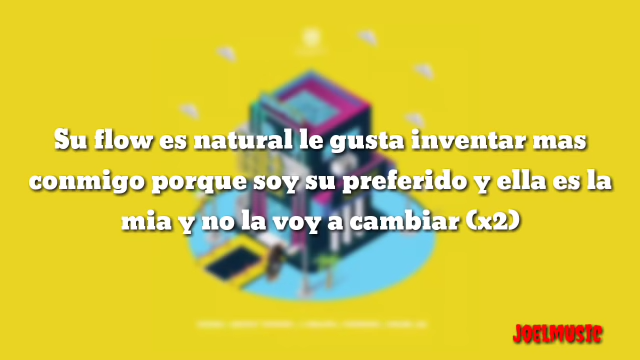 Su flow es natural le gusta inventar mas
conmigo porque soy su preferido y ella es la
mia y no la voy a cambiar (x2)
JOELMUSIC